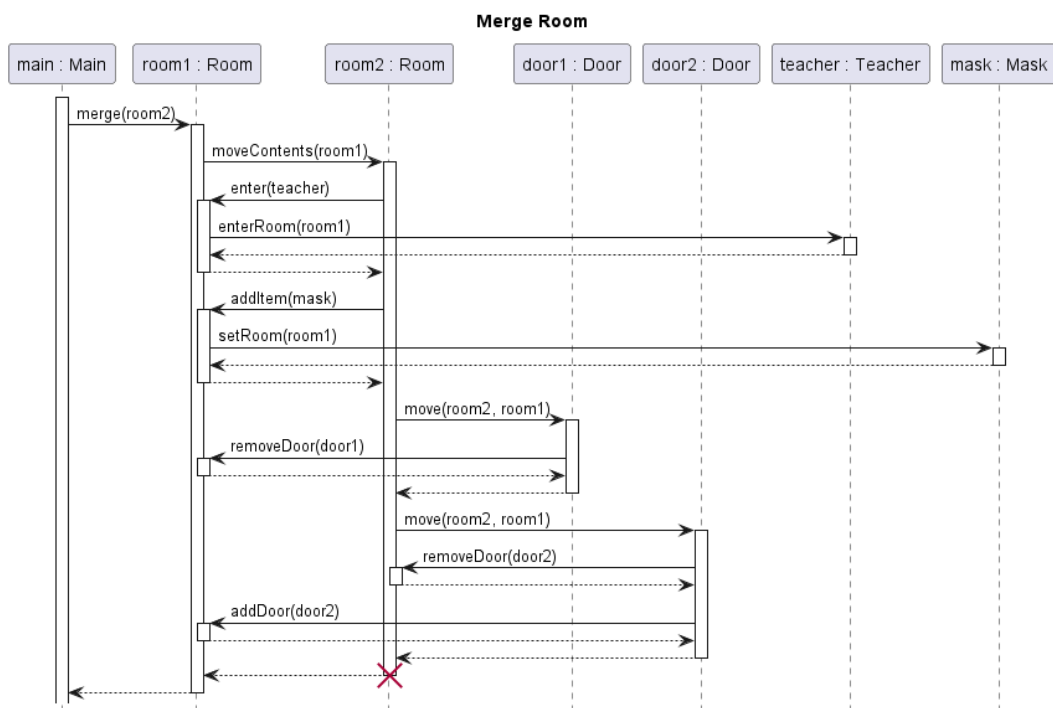 Merge Room
main : Main
room1 : Room
room2 : Room
door1 : Door
door2 : Door
teacher : Teacher
mask : Mask
merge(room2)
moveContents(room1)
enter(teacher)
enterRoom(room1)
addItem(mask)
setRoom(room1)
move(room2, room1)
removeDoor(door1)
move(room2, room1)
removeDoor(door2)
addDoor(door2)